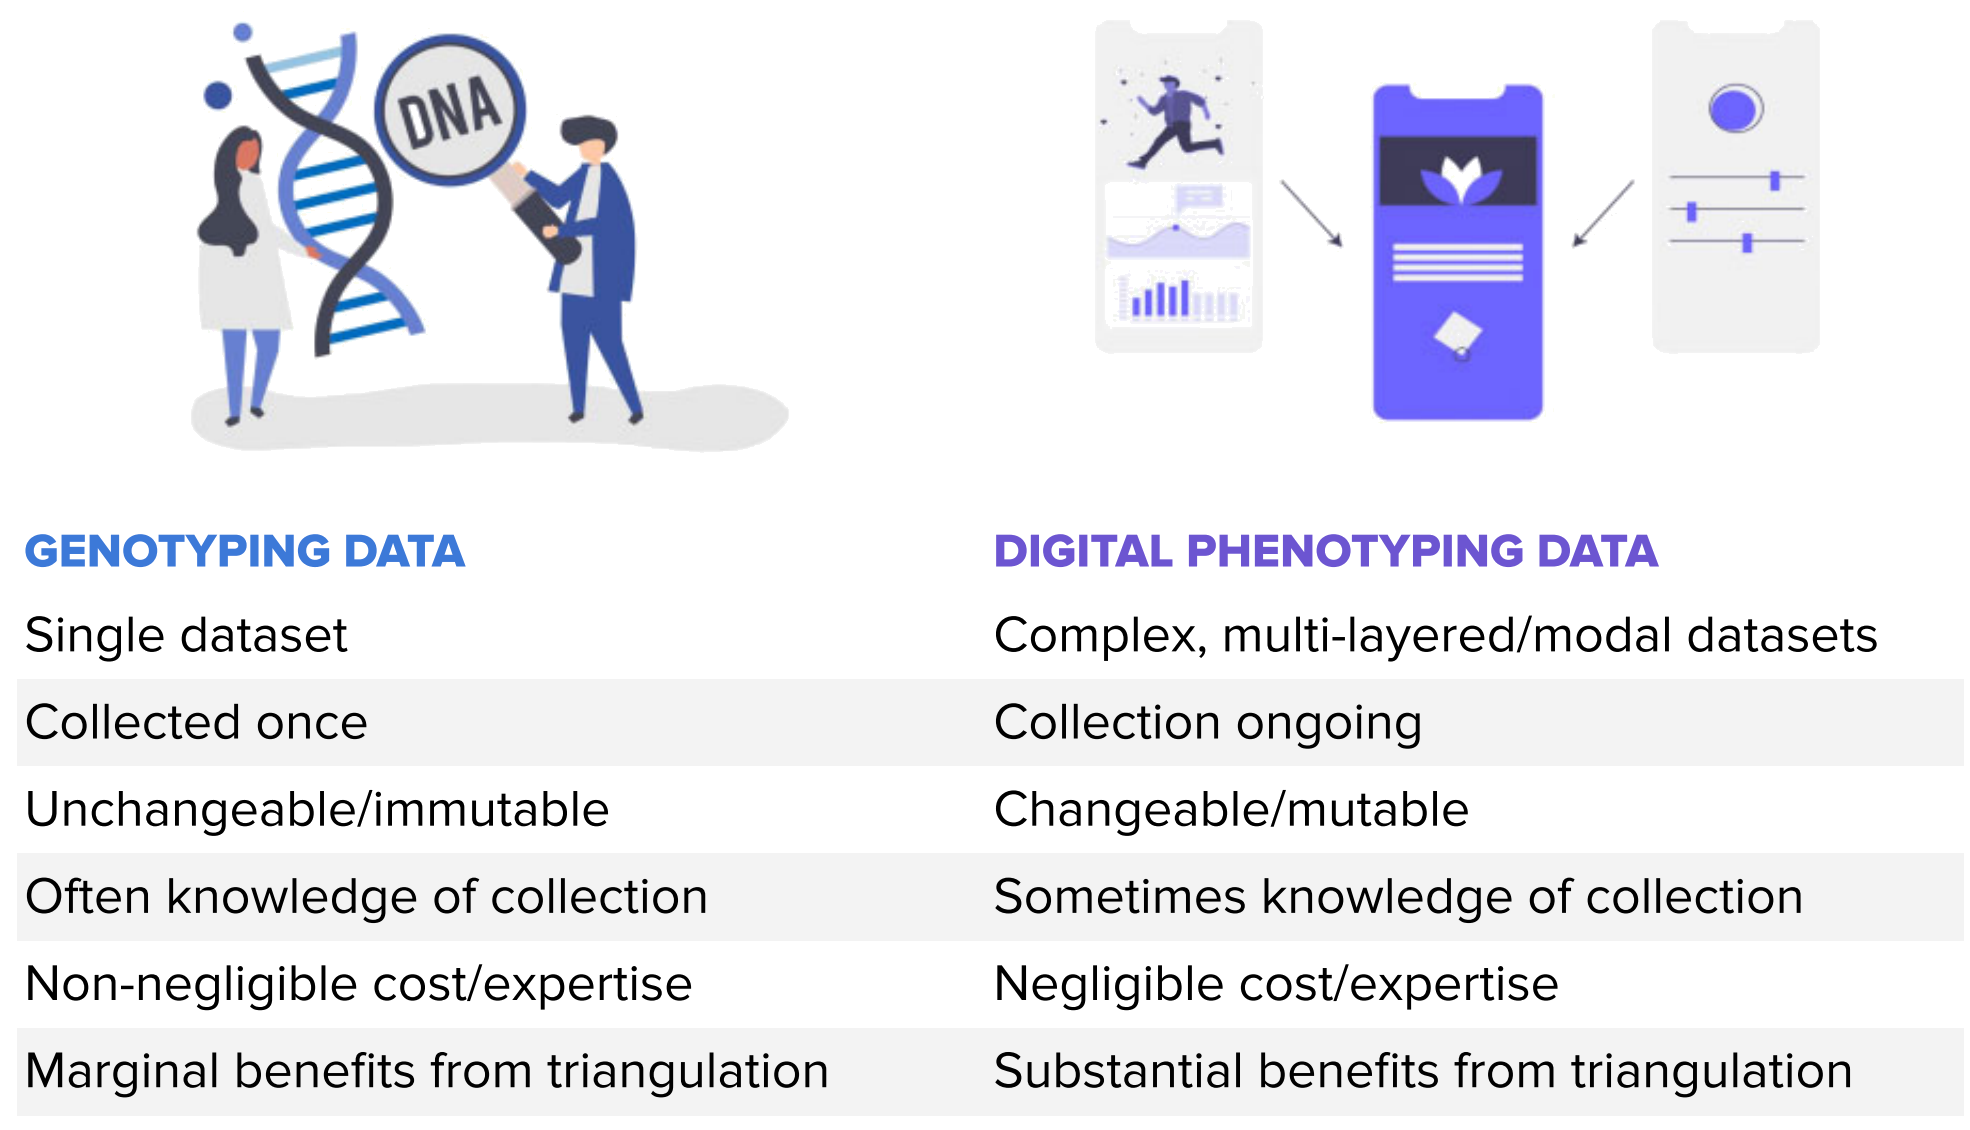 DNA
GENOTYPING DATA
DIGITAL PHENOTYPING DATA
Single dataset
Complex, multi-layered/modal datasets
Collected once
Collection ongoing
Unchangeable/immutable
Changeable/mutable
Often knowledge of collection
Sometimes knowledge of collection
Non-negligible cost/expertise
Negligible cost/expertise
Marginal benefits from triangulation
Substantial benefits from triangulation